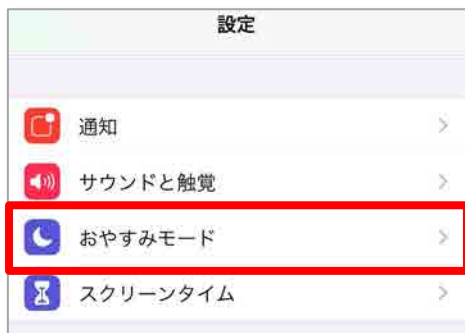 設定
通知
サウンドと触覚
おやすみモード
スクリーンタイム